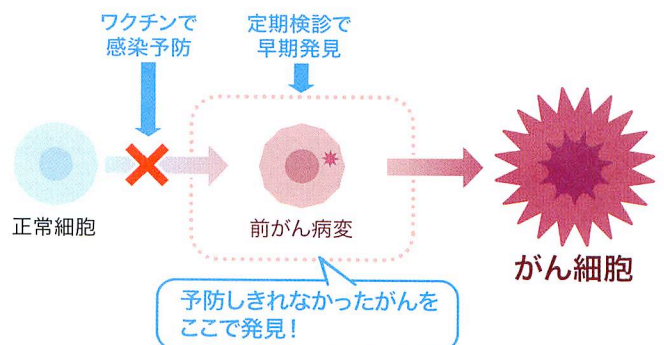 ワクチンで
感染予防
定期検診で
早期発見
正常細胞
前がん病変
がん細胞
予防しきれなかったがんを
ここで発見！